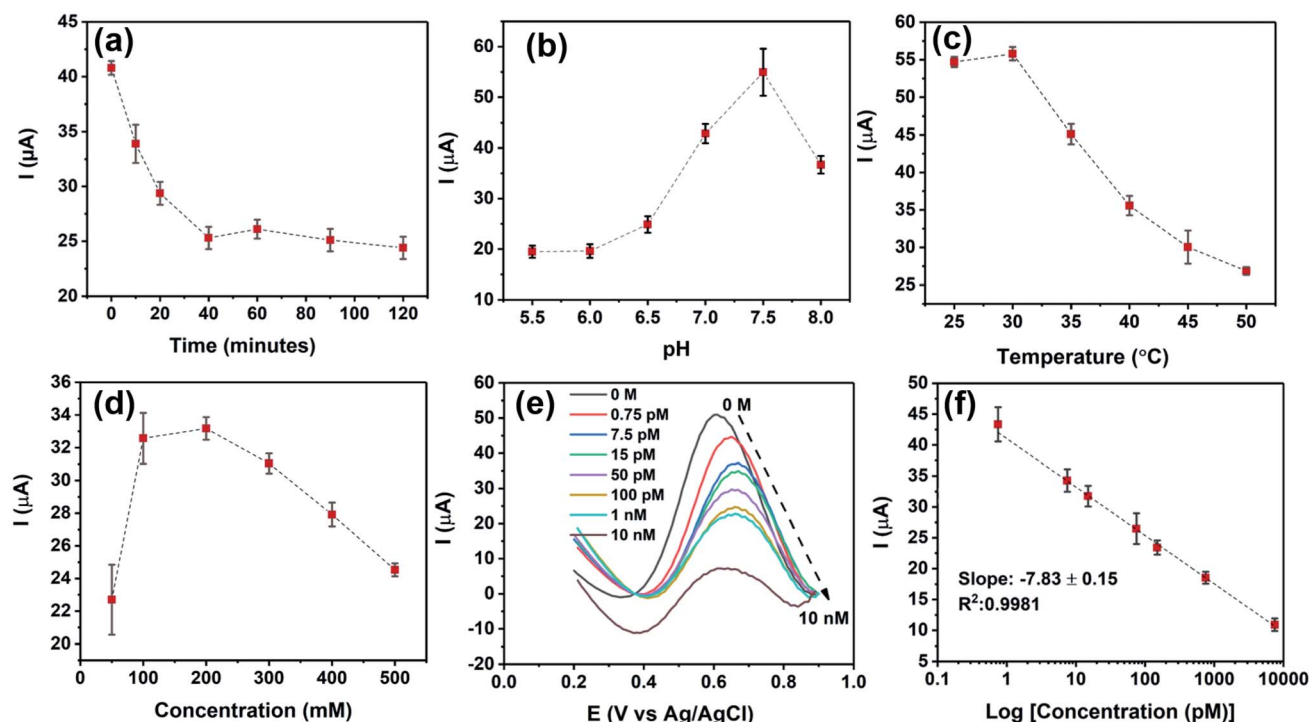 (a)
45
40
35
30
25
20
I (μA)
0 20 40 60 80 100 120
Time (minutes)
(b)
60
50
40
30
20
10
I (μA)
5.5 6.0 6.5 7.0 7.5 8.0
pH
(c)
60
55
50
45
40
35
30
25
I (μA)
25 30 35 40 45 50
Temperature (°C)
(d)
36
34
32
30
28
26
24
22
20
I (μA)
0 100 200 300 400 500
Concentration (mM)
(e)
60
50
40
30
20
10
0
-10
-20
I (μA)
0 M
0.75 pM
7.5 pM
15 pM
50 pM
100 pM
1 nM
10 nM
0 M
10 nM
0.0 0.2 0.4 0.6 0.8 1.0
E (V vs Ag/AgCl)
(f)
50
45
40
35
30
25
20
15
10
5
I (μA)
Slope: -7.83 ± 0.15
R²:0.9981
0.1 1 10 100 1000 10000
Log [Concentration (pM)]